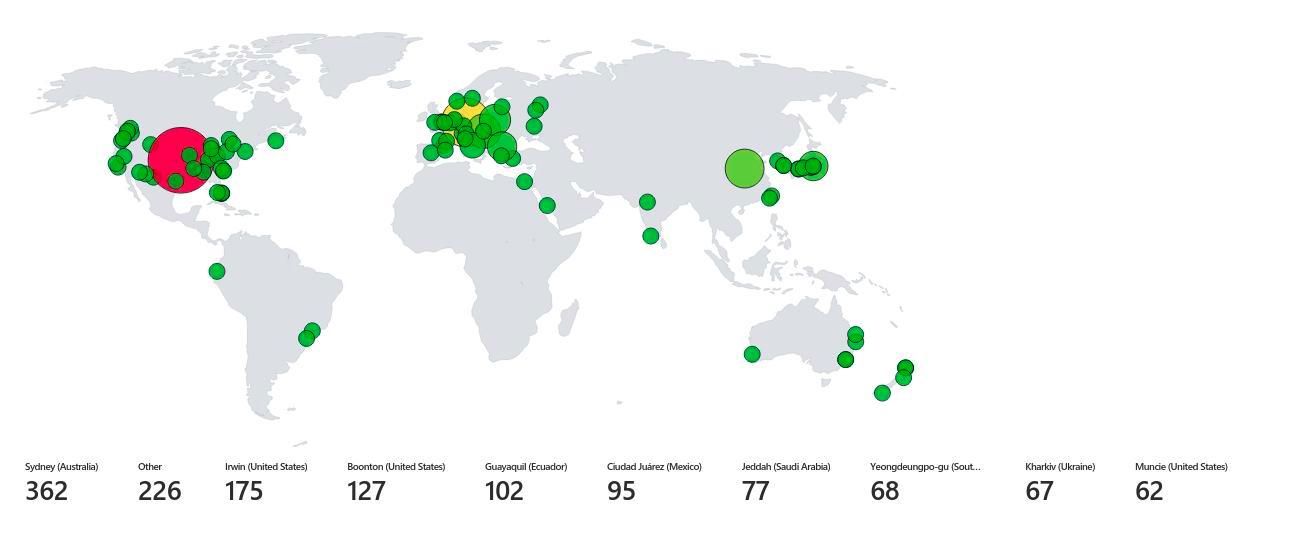 Sydney (Australia) Other Irwin (United States) Boonton (United States) Guayaquil (Ecuador) Ciudad Juárez (Mexico) Jeddah (Saudi Arabia) Yeongdeungpo-gu (Sout... Kharkiv (Ukraine) Muncie (United States)
362 226 175 127 102 95 77 68 67 62